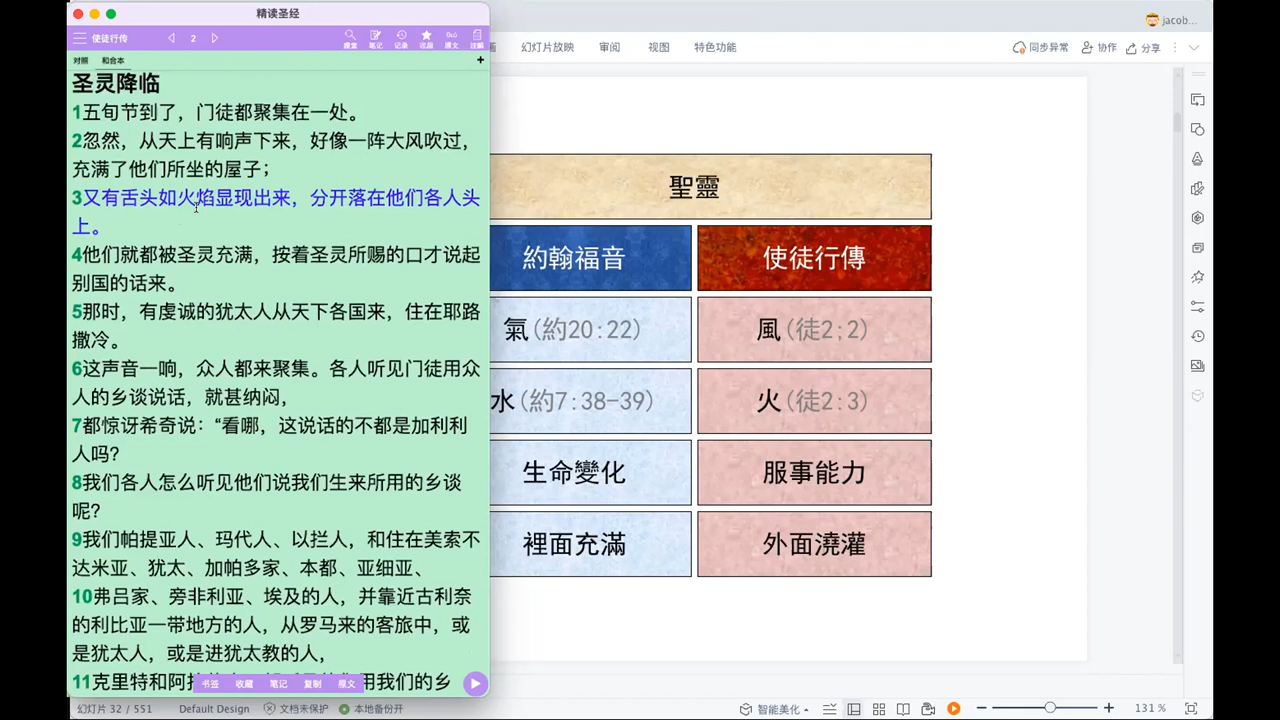 精读圣经
使徒行传
2
搜索
笔记
记录
收藏
原文
注解
对照
和合本
+
圣灵降临
1五旬节到了，门徒都聚集在一处。
2忽然，从天上有响声下来，好像一阵大风吹过，
充满了他们所坐的屋子；
3又有舌头如火焰显现出来，分开落在他们各人头
上。
4他们就都被圣灵充满，按着圣灵所赐的口才说起
别国的话来。
5那时，有虔诚的犹太人从天下各国来，住在耶路
撒冷。
6这声音一响，众人都来聚集。各人听见门徒用众
人的乡谈说话，就甚纳闷，
7都惊讶希奇说：“看哪，这说话的不都是加利利
人吗？
8我们各人怎么听见他们说我们生来所用的乡谈
呢？
9我们帕提亚人、玛代人、以拦人，和住在美索不
达米亚、犹太、加帕多家、本都、亚细亚、
10弗吕家、旁非利亚、埃及的人，并靠近古利奈
的利比亚一带地方的人，从罗马来的客旅中，或
是犹太人，或是进犹太教的人，
11克里特和阿
用我们的乡
书签
收藏
笔记
复制
原文
jacob...
幻灯片放映
审阅
视图
特色功能
同步异常
协作
分享
聖靈
約翰福音
使徒行傳
氣(約20:22)
風(徒2;2)
水(約7:38-39)
火(徒2:3)
生命變化
服事能力
裡面充滿
外面澆灌
幻灯片 32 / 551
Default Design
文档未保护
本地备份开
智能美化
131 %